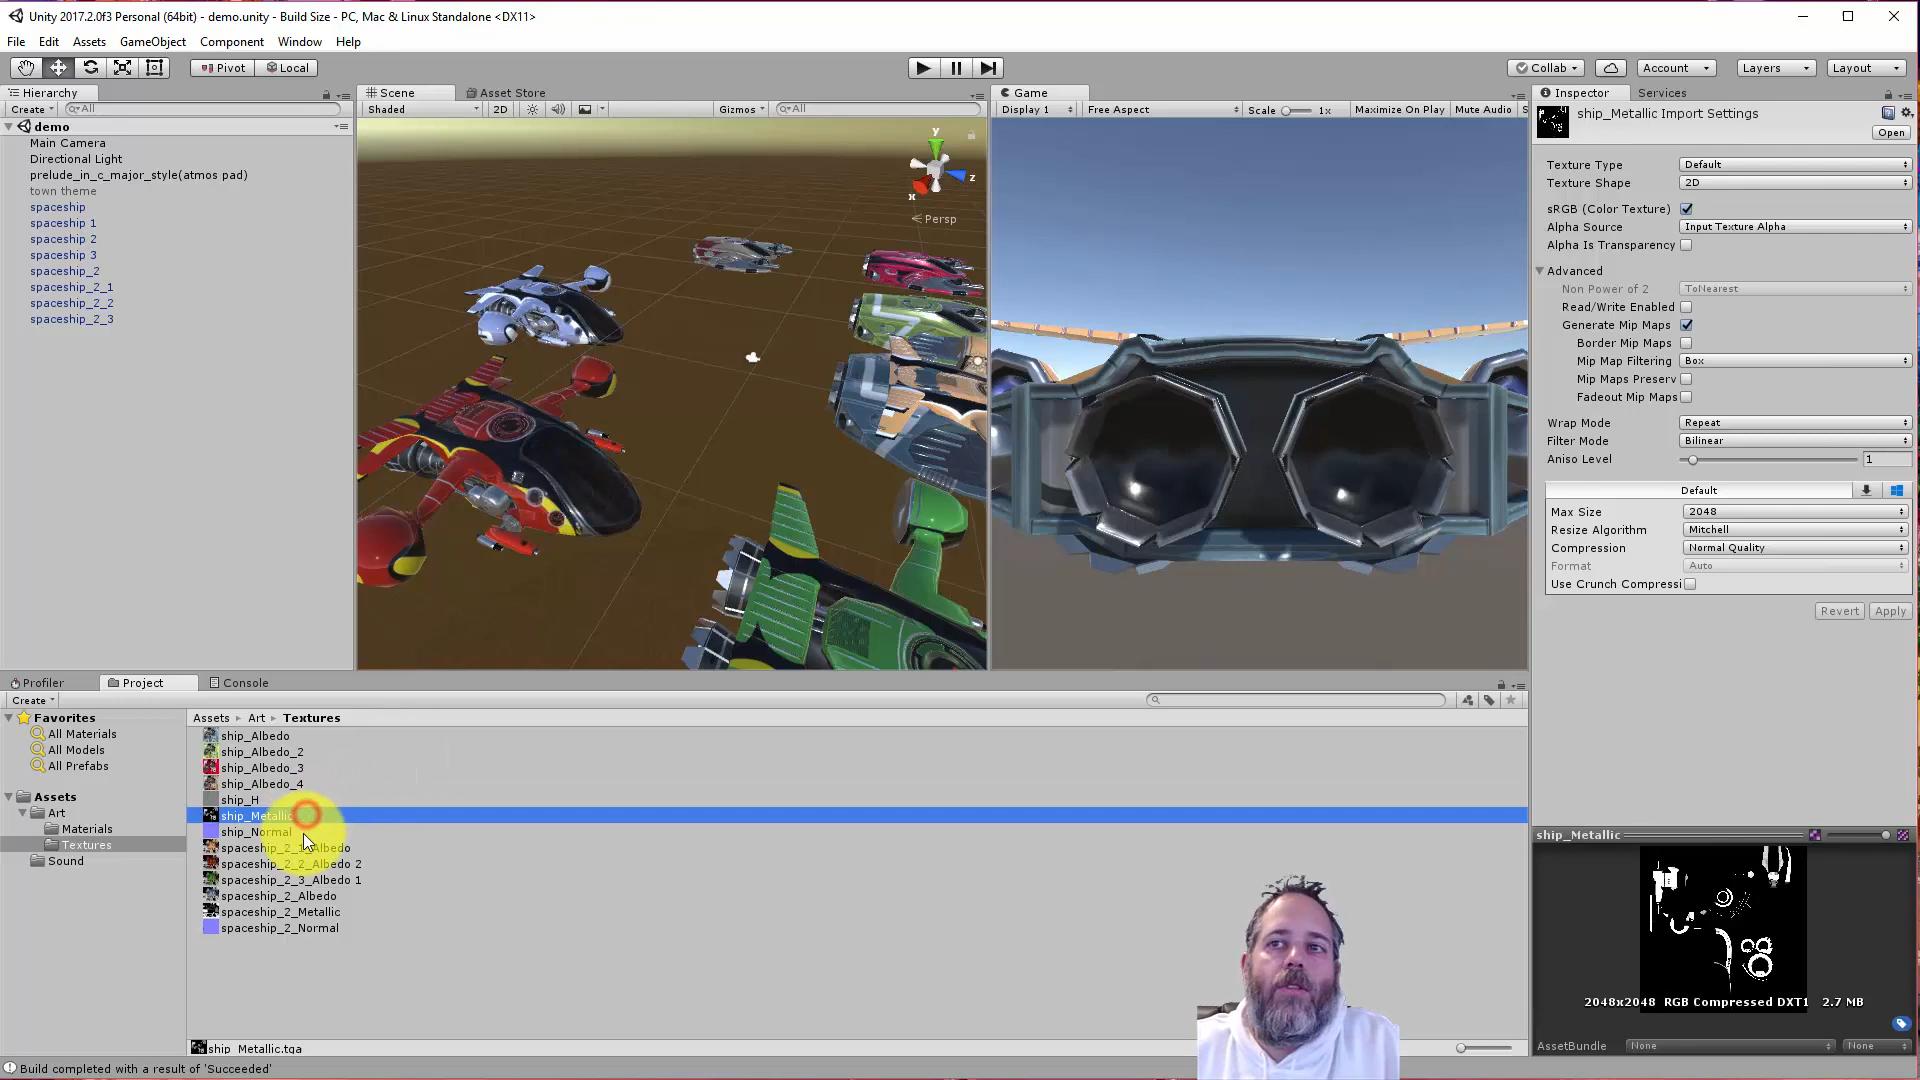 Unity 2017.2.0f3 Personal (64bit) - demo.unity - Build Size - PC, Mac & Linux Standalone <DX11>
File Edit Assets GameObject Component Window Help
Pivot Local Collab Account Layers Layout
Hierarchy
Create All
demo
Main Camera
Directional Light
prelude_in_c_major_style(atmos pad)
town theme
spaceship
spaceship 1
spaceship 2
spaceship 3
spaceship_2
spaceship_2_1
spaceship_2_2
spaceship_2_3
Scene Asset Store
Shaded 2D Gizmos All
y
z
x
Persp
Game
Display 1 Free Aspect Scale 1x Maximize On Play Mute Audio S
Inspector Services
ship_Metallic Import Settings
Open
Texture Type Default
Texture Shape 2D
sRGB (Color Texture)
Alpha Source Input Texture Alpha
Alpha Is Transparency
Advanced
Non Power of 2 ToNearest
Read/Write Enabled
Generate Mip Maps
Border Mip Maps
Mip Map Filtering Box
Mip Maps Preserv
Fadeout Mip Maps
Wrap Mode Repeat
Filter Mode Bilinear
Aniso Level 1
Default
Max Size 2048
Resize Algorithm Mitchell
Compression Normal Quality
Format Auto
Use Crunch Compressi
Revert Apply
Profiler Project Console
Create
Favorites
All Materials
All Models
All Prefabs
Assets
Art
Materials
Textures
Sound
Assets Art Textures
ship_Albedo
ship_Albedo_2
ship_Albedo_3
ship_Albedo_4
ship_H
ship_Metallic
ship_Normal
spaceship_2_1_Albedo
spaceship_2_2_Albedo 2
spaceship_2_3_Albedo 1
spaceship_2_Albedo
spaceship_2_Metallic
spaceship_2_Normal
ship_Metallic.tga
ship_Metallic
2048x2048 RGB Compressed DXT1 2.7 MB
AssetBundle None None
Build completed with a result of 'Succeeded'